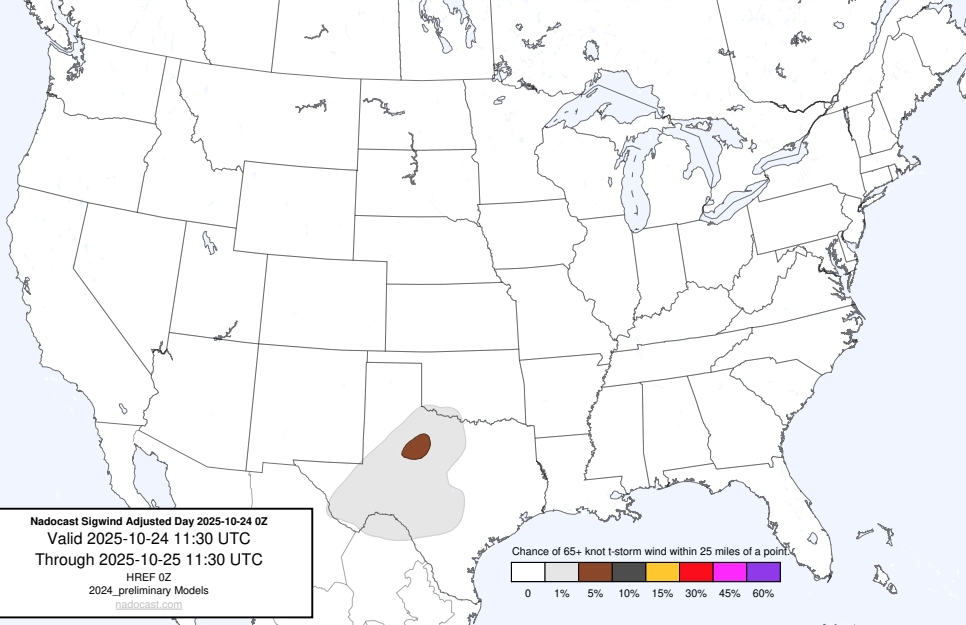 Nadocast Sigwind Adjusted Day 2025-10-24 0Z
Valid 2025-10-24 11:30 UTC
Through 2025-10-25 11:30 UTC
HREF 0Z
2024_preliminary Models
nadocast.com
Chance of 65+ knot t-storm wind within 25 miles of a point.
0 1% 5% 10% 15% 30% 45% 60%